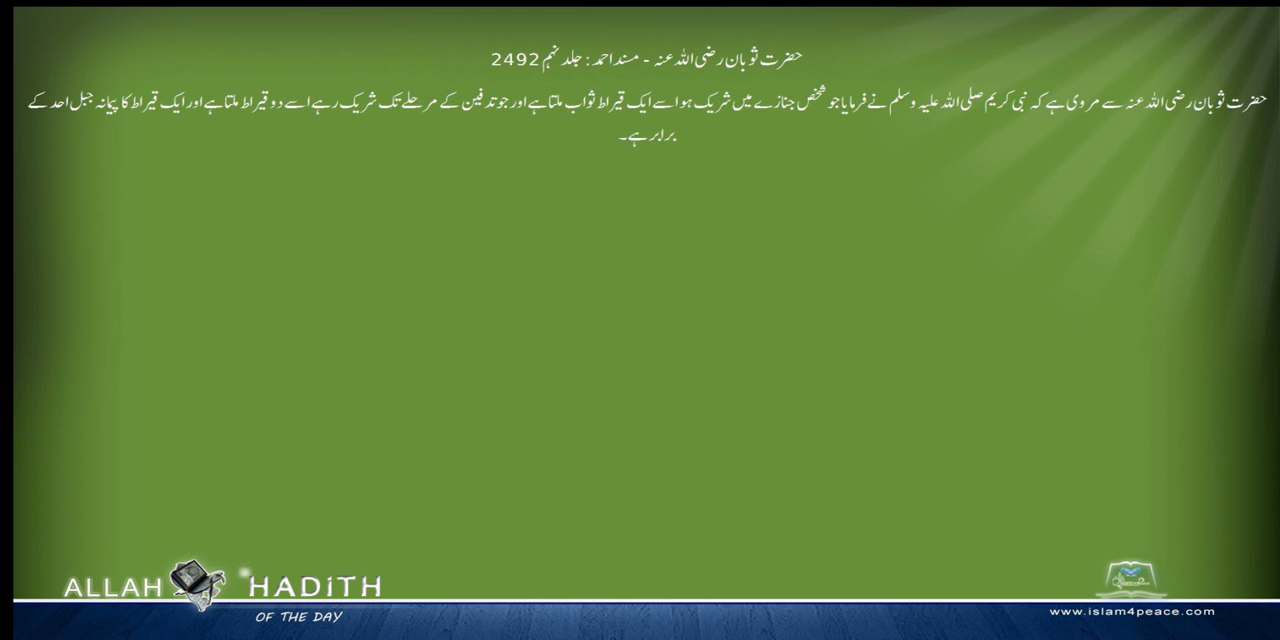 حضرت ثوبان رضی اللہ عنہ - مسند احمد : جلد نہم 2492
حضرت ثوبان رضی اللہ عنہ سے مروی ہے کہ نبی کریم صلی اللہ علیہ وسلم نے فرمایا جو شخص جنازے میں شریک ہوا سے ایک قیراط ثواب ملتا ہے اور جو تدفین کے مرحلے تک شریک رہے اسے دو قیراط ملتا ہے اور ایک قیراط کا پیمانہ جبل احد کے
برابر ہے۔
ALLAH HADITH
OF THE DAY
www.islam4peace.com